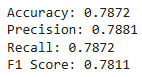 Accuracy: 0.7872
Precision: 0.7881
Recall: 0.7872
F1 Score: 0.7811